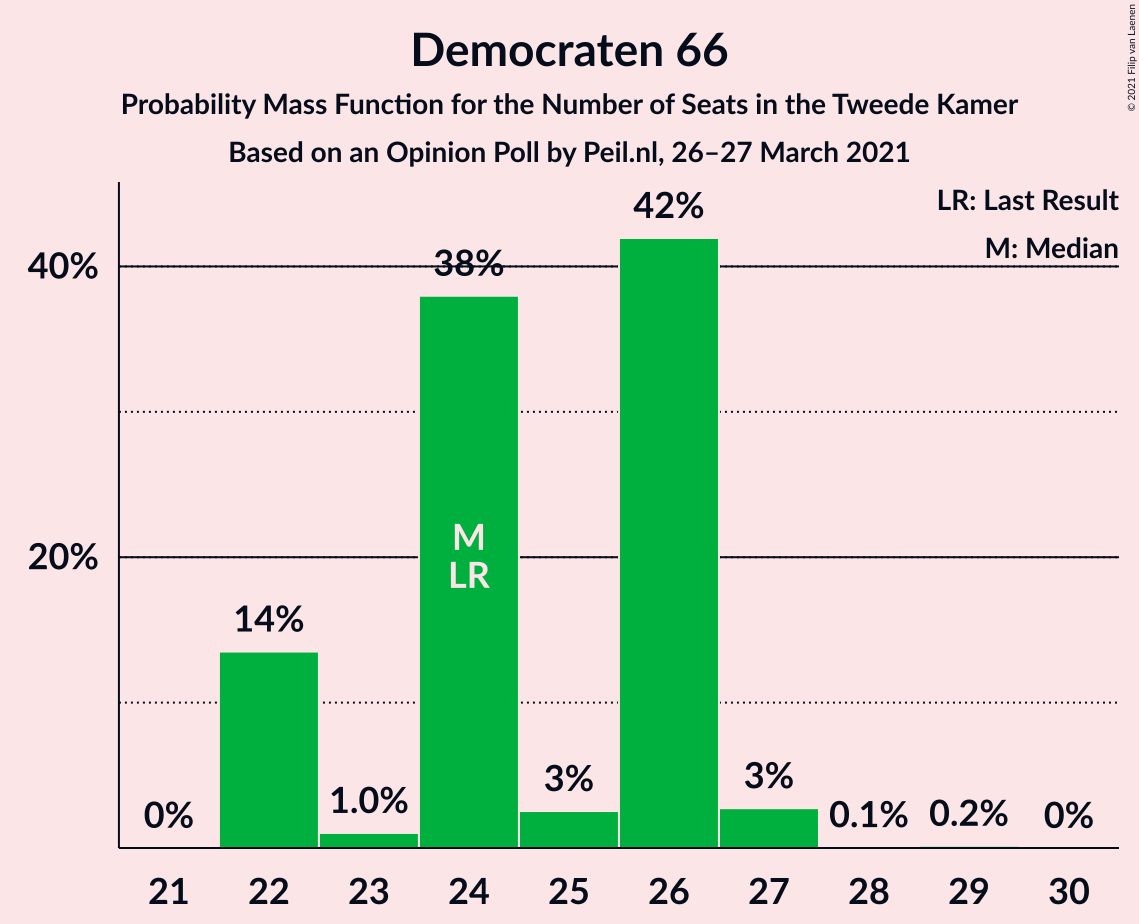 Democraten 66
Probability Mass Function for the Number of Seats in the Tweede Kamer
Based on an Opinion Poll by Peil.nl, 26–27 March 2021
© 2021 Filip van Laenen
LR: Last Result
M: Median
40%
20%
0%
14%
1.0%
38%
3%
42%
3%
0.1%
0.2%
0%
M
LR
21 22 23 24 25 26 27 28 29 30